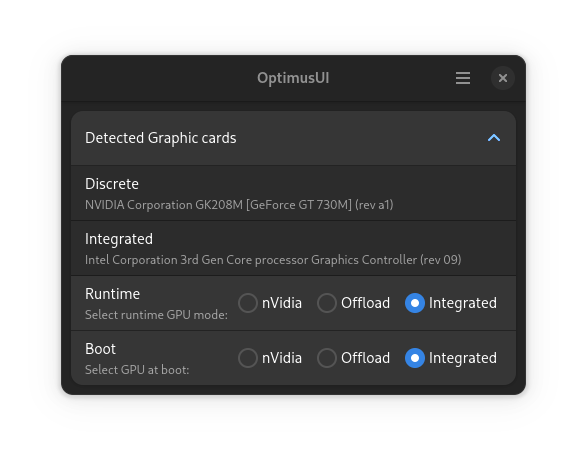 OptimusUI
Detected Graphic cards
Discrete
NVIDIA Corporation GK208M [GeForce GT 730M] (rev a1)
Integrated
Intel Corporation 3rd Gen Core processor Graphics Controller (rev 09)
Runtime
Select runtime GPU mode:
nVidia Offload Integrated
Boot
Select GPU at boot:
nVidia Offload Integrated